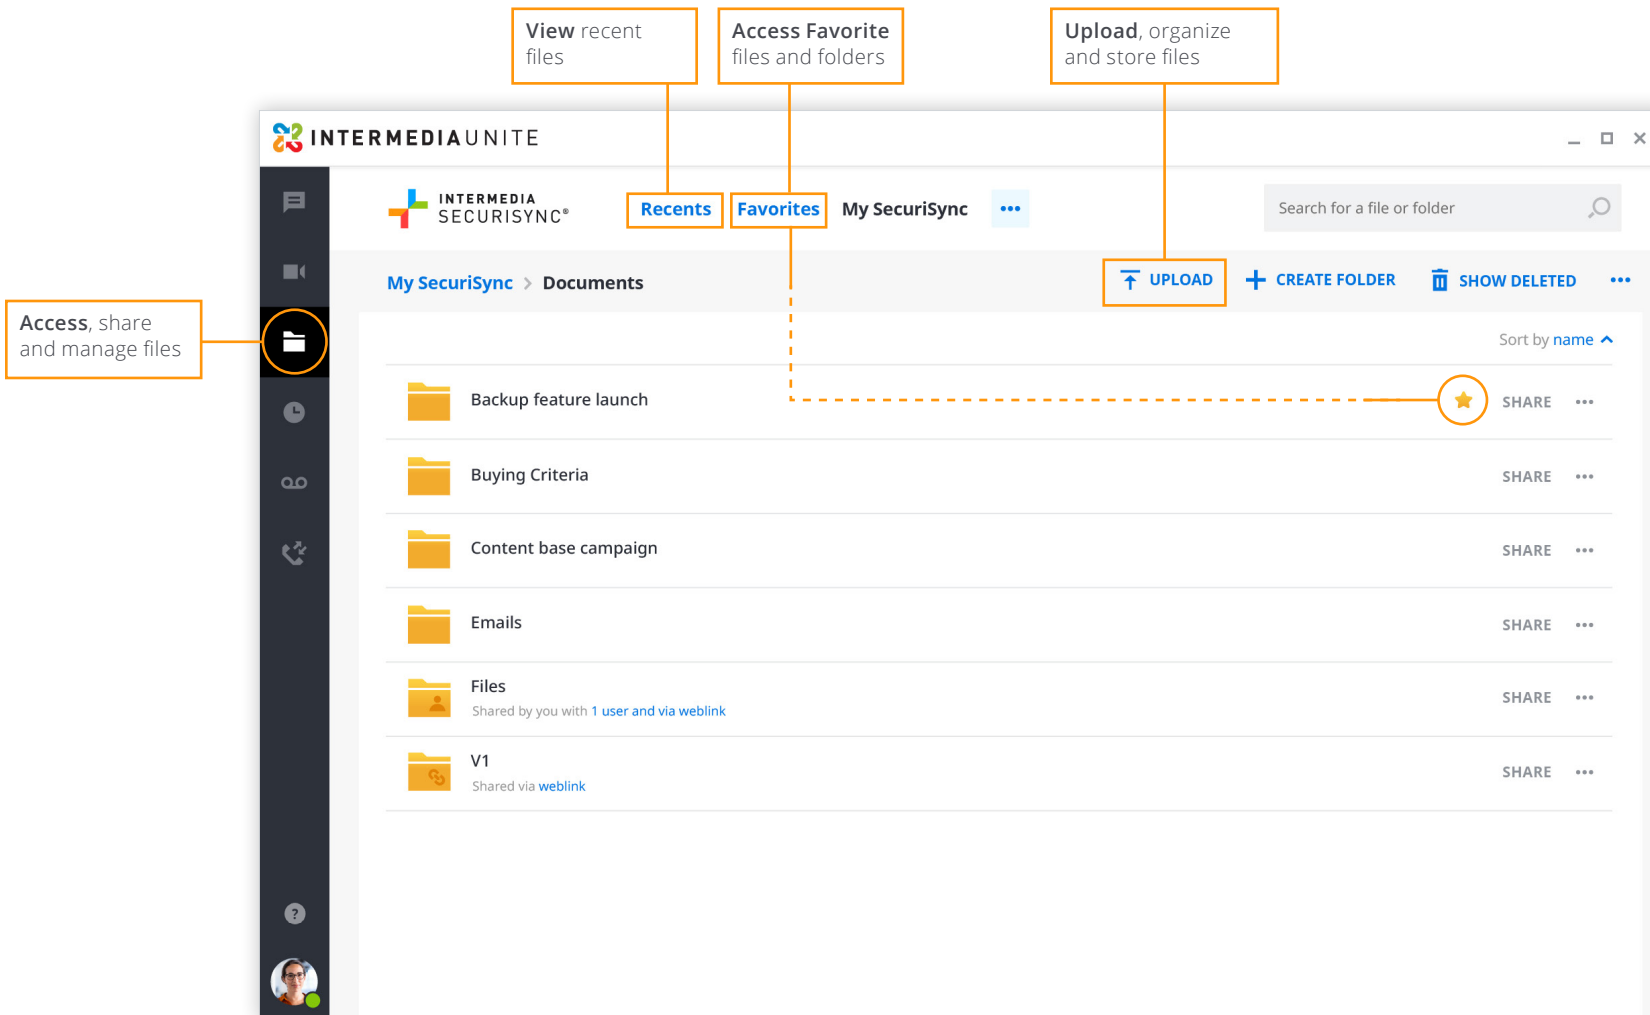 View recent
files
Access Favorite
files and folders
Upload, organize
and store files
INTERMEDIAUNITE
INTERMEDIA
SECURISYNC®
Recents
Favorites
My SecuriSync
Search for a file or folder
My SecuriSync > Documents
UPLOAD
CREATE FOLDER
SHOW DELETED
Access, share
and manage files
Sort by name
Backup feature launch
SHARE
Buying Criteria
SHARE
Content base campaign
SHARE
Emails
SHARE
Files
Shared by you with 1 user and via weblink
SHARE
V1
Shared via weblink
SHARE
?